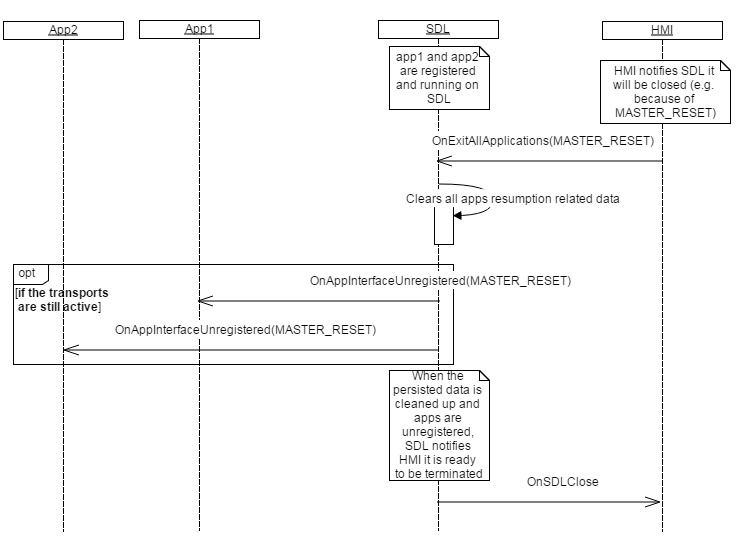 App2
App1
SDL
HMI
app1 and app2
are registered
and running on
SDL
HMI notifies SDL it
will be closed (e.g.
because of
MASTER_RESET)
OnExitAllApplications(MASTER_RESET)
Clears all apps resumption related data
opt
[if the transports
are still active]
OnAppInterfaceUnregistered(MASTER_RESET)
OnAppInterfaceUnregistered(MASTER_RESET)
When the
persisted data is
cleaned up and
apps are
unregistered,
SDL notifies
HMI it is ready
to be terminated
OnSDLClose